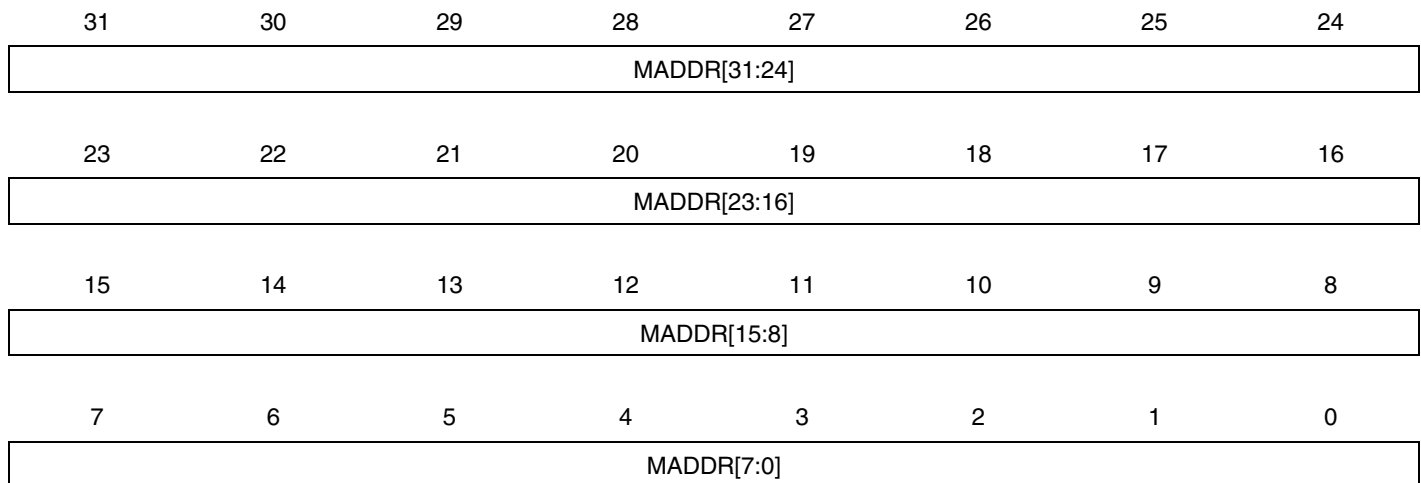 31 30 29 28 27 26 25 24
MADDR[31:24]
23 22 21 20 19 18 17 16
MADDR[23:16]
15 14 13 12 11 10 9 8
MADDR[15:8]
7 6 5 4 3 2 1 0
MADDR[7:0]